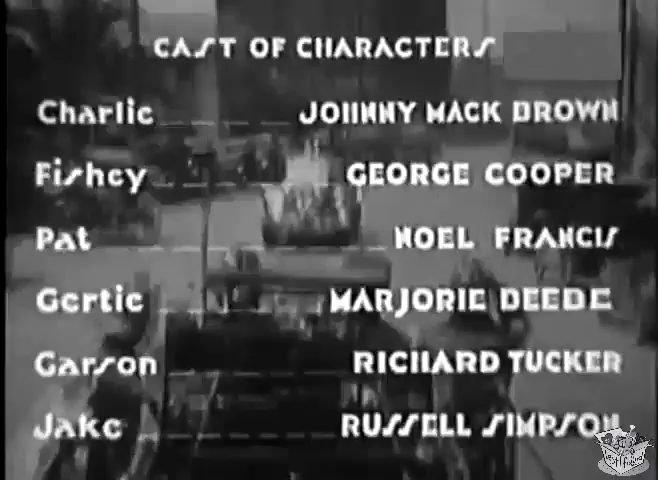 CAST OF CHARACTERS
Charlie JOHNNY MACK BROWN
Fishey GEORGE COOPER
Pat NOEL FRANCIS
Gertie MARJORIE BEEBE
Garson RICHARD TUCKER
Jake RUSSELL SIMPSON